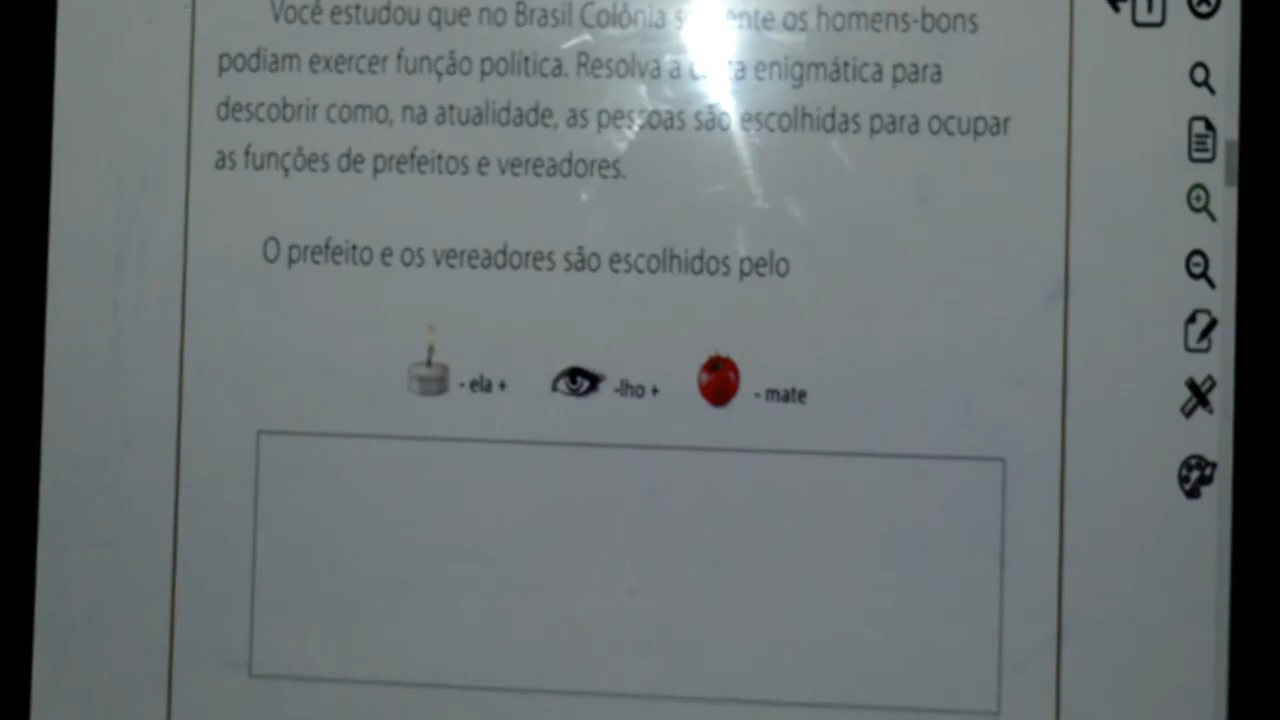 Você estudou que no Brasil Colônia os homens-bons
podiam exercer função política. Resolva a enigmática para
descobrir como, na atualidade, as pessoas são escolhidas para ocupar
as funções de prefeitos e vereadores.
O prefeito e os vereadores são escolhidos pelo
- ela + -lho + - mate